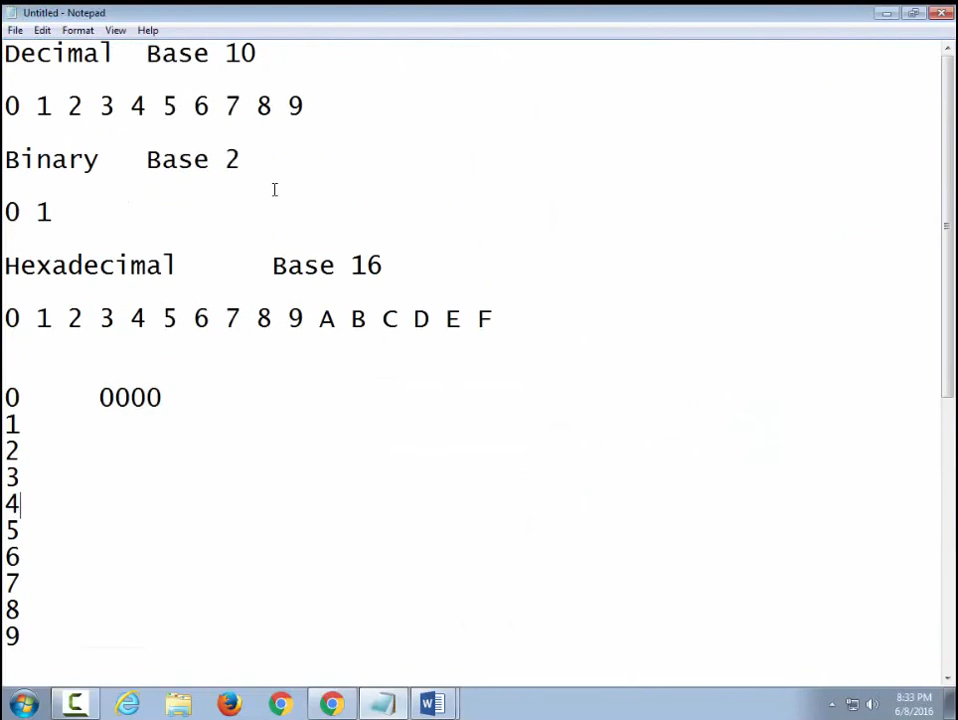 Untitled - Notepad
File Edit Format View Help
Decimal Base 10
0 1 2 3 4 5 6 7 8 9
Binary Base 2
0 1
Hexadecimal Base 16
0 1 2 3 4 5 6 7 8 9 A B C D E F
0 0000
1
2
3
4
5
6
7
8
9
8:33 PM
6/8/2016